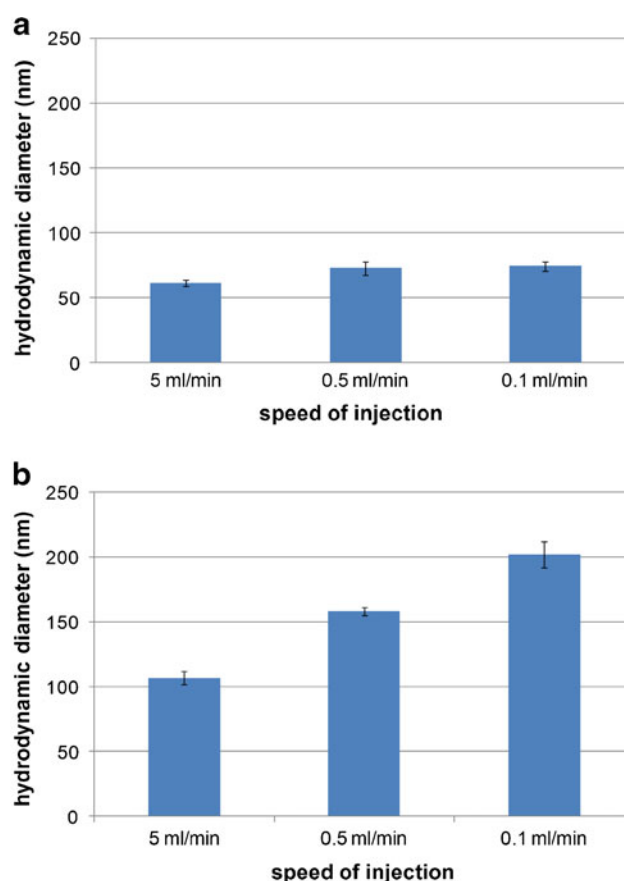 a
hydrodynamic diameter (nm)
250
200
150
100
50
0
5 ml/min 0.5 ml/min 0.1 ml/min
speed of injection
b
hydrodynamic diameter (nm)
250
200
150
100
50
0
5 ml/min 0.5 ml/min 0.1 ml/min
speed of injection